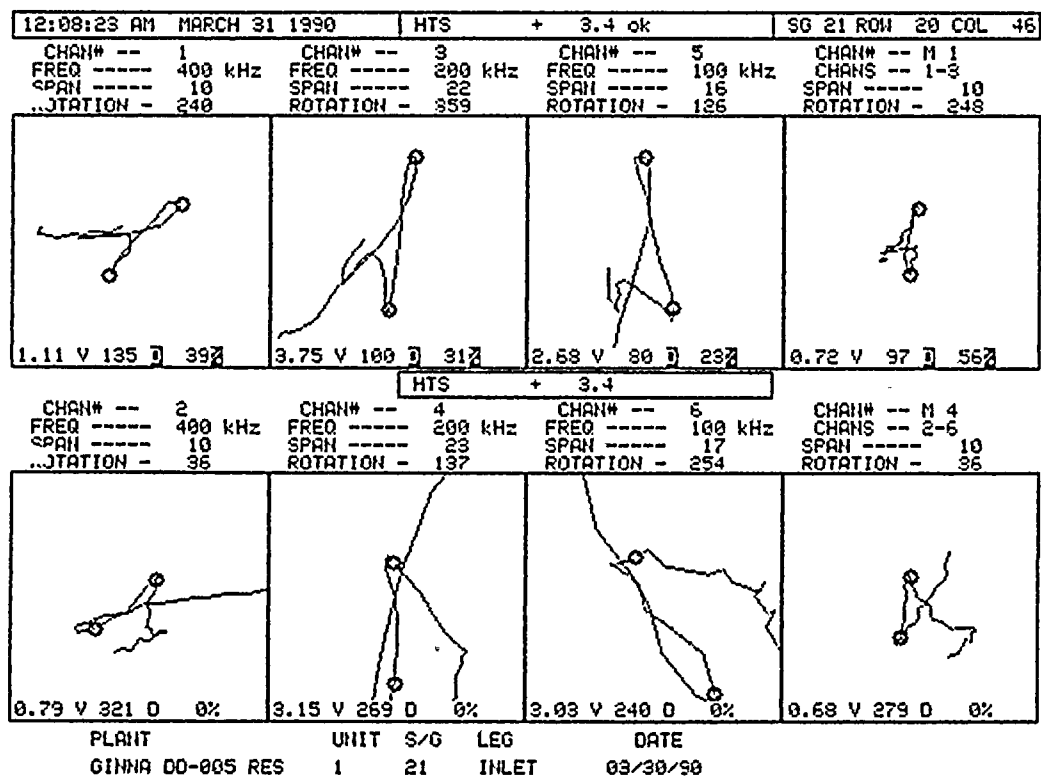 12:08:23 AM MARCH 31 1990 HTS + 3.4 ok SG 21 ROW 20 COL 46
CHAN# -- 1 CHAN# -- 3 CHAN# -- 5 CHAN# -- M 1
FREQ ----- 400 kHz FREQ ----- 200 kHz FREQ ----- 100 kHz CHANS -- 1-3
SPAN ----- 10 SPAN ----- 22 SPAN ----- 16 SPAN ----- 10
..OTATION - 240 ROTATION - 359 ROTATION - 126 ROTATION - 248
1.11 V 135 D 39% 3.75 V 100 D 31% 2.68 V 80 D 23% 0.72 V 97 D 56%
HTS + 3.4
CHAN# -- 2 CHAN# -- 4 CHAN# -- 6 CHAN# -- M 4
FREQ ----- 400 kHz FREQ ----- 200 kHz FREQ ----- 100 kHz CHANS -- 2-6
SPAN ----- 10 SPAN ----- 23 SPAN ----- 17 SPAN ----- 10
..OTATION - 36 ROTATION - 137 ROTATION - 254 ROTATION - 36
0.79 V 321 D 0% 3.15 V 269 D 0% 3.03 V 240 D 0% 0.68 V 279 D 0%
PLANT UNIT S/G LEG DATE
GINNA DD-005 RES 1 21 INLET 03/30/90